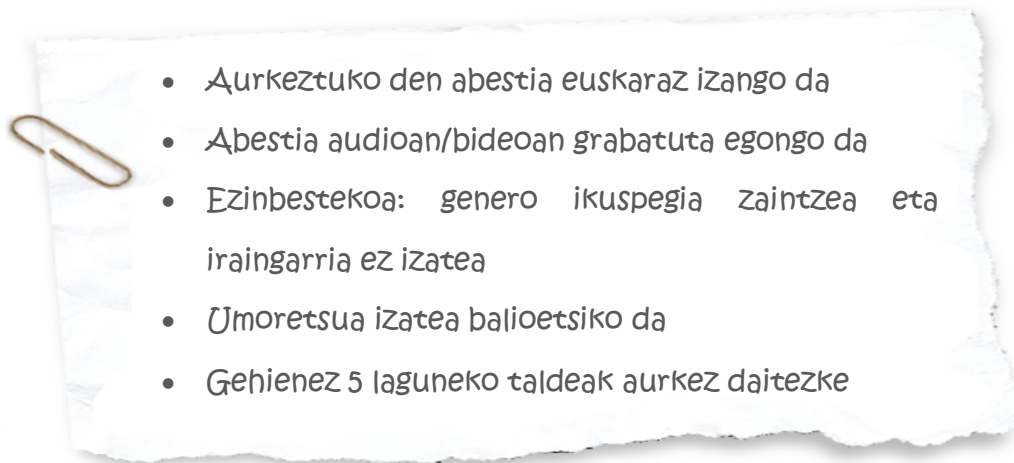 • Aurkeztuko den abestia euskaraz izango da
• Abestia audioan/bideoan grabatuta egongo da
• Ezinbestekoa: genero ikuspegia zaintzea eta
iraingarria ez izatea
• Umoretsua izatea balioetsiko da
• Gehienez 5 laguneko taldeak aurkez daitezke